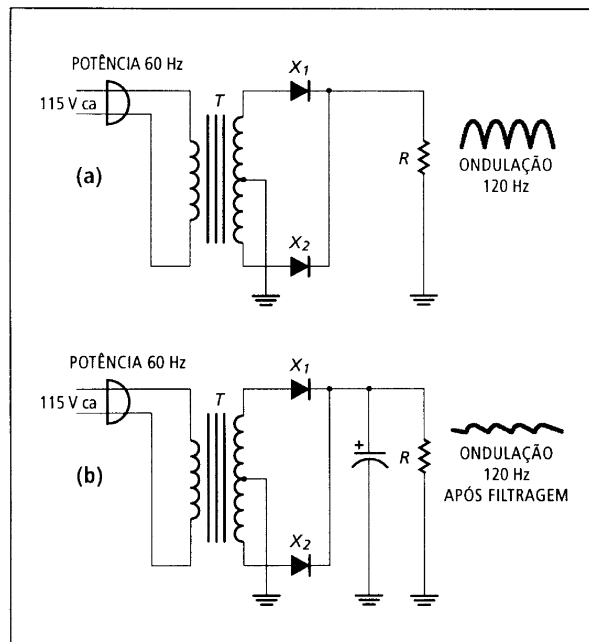 POTÊNCIA 60 Hz
115 V ca
T
X1
X2
R
(a)
ONDULAÇÃO
120 Hz
POTÊNCIA 60 Hz
115 V ca
T
X1
X2
+
R
(b)
ONDULAÇÃO
120 Hz
APÓS FILTRAGEM